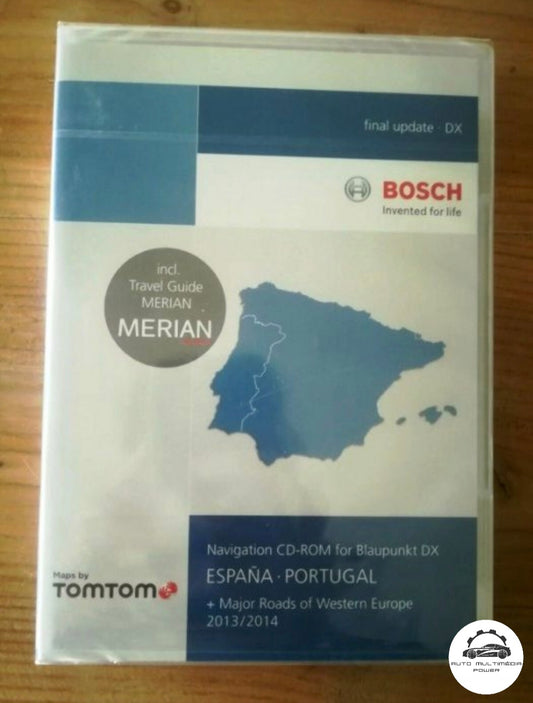 final update · DX
BOSCH
Invented for life
incl.
Travel Guide
MERIAN
MERIAN
Navigation CD-ROM for Blaupunkt DX
ESPAÑA · PORTUGAL
+ Major Roads of Western Europe
2013/2014
Maps by
TOMTOM
AUTO MULTIMÉDIA
POWER